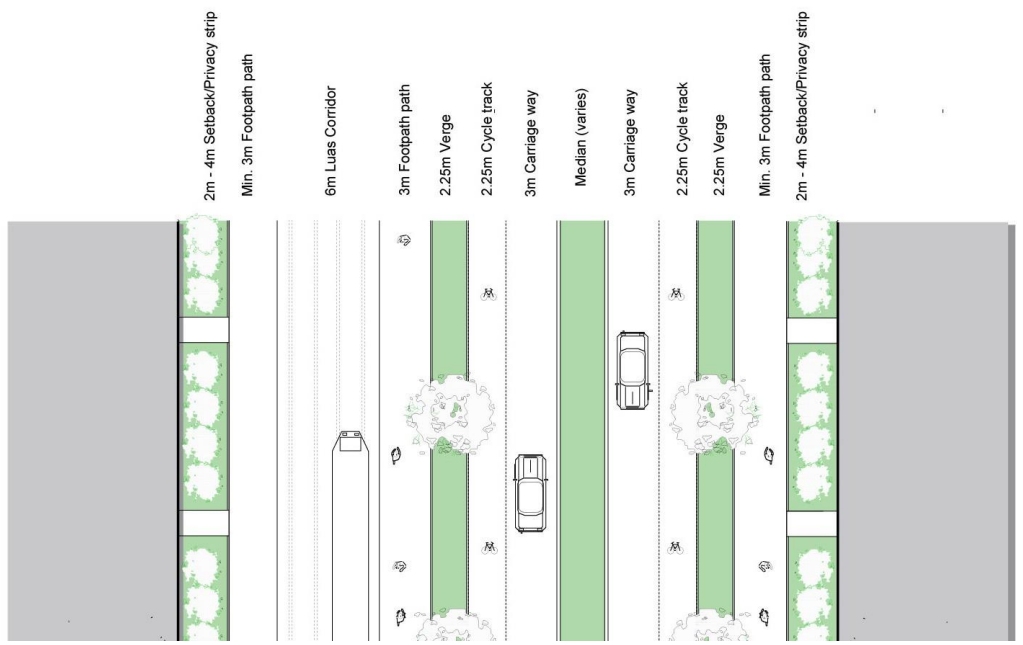 2m - 4m Setback/Privacy strip
Min. 3m Footpath path
6m Luas Corridor
3m Footpath path
2.25m Verge
2.25m Cycle track
3m Carriage way
Median (varies)
3m Carriage way
2.25m Cycle track
2.25m Verge
Min. 3m Footpath path
2m - 4m Setback/Privacy strip